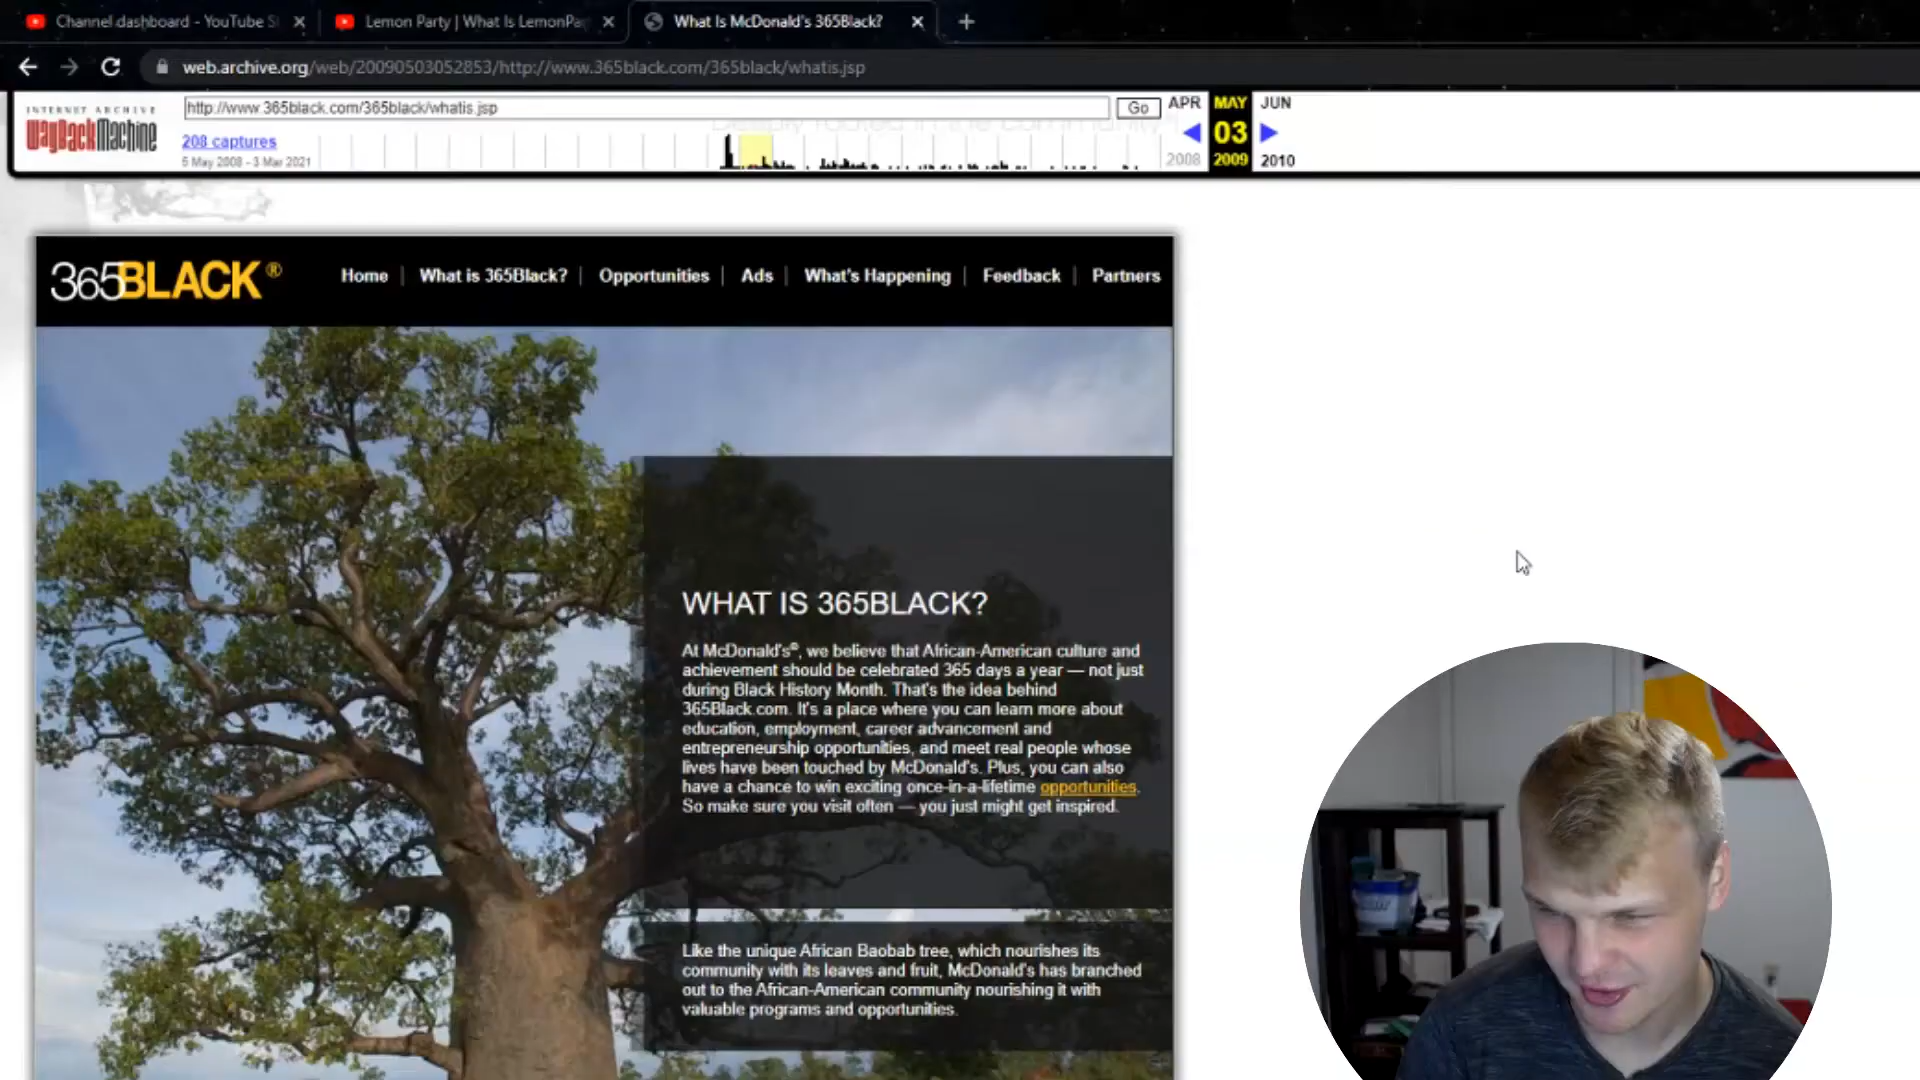 Channel dashboard - YouTube S
Lemon Party | What Is LemonPa
What Is McDonald's 365Black?
web.archive.org/web/20090503052853/http://www.365black.com/365black/whatis.jsp
INTERNET ARCHIVE
WayBackMachine
http://www.365black.com/365black/whatis.jsp
Go
208 captures
5 May 2008 - 3 Mar 2021
APR MAY JUN
03
2008 2009 2010
365BLACK®
Home | What is 365Black? | Opportunities | Ads | What's Happening | Feedback | Partners
WHAT IS 365BLACK?
At McDonald's®, we believe that African-American culture and
achievement should be celebrated 365 days a year — not just
during Black History Month. That's the idea behind
365Black.com. It's a place where you can learn more about
education, employment, career advancement and
entrepreneurship opportunities, and meet real people whose
lives have been touched by McDonald's. Plus, you can also
have a chance to win exciting once-in-a-lifetime opportunities.
So make sure you visit often — you just might get inspired.
Like the unique African Baobab tree, which nourishes its
community with its leaves and fruit, McDonald's has branched
out to the African-American community nourishing it with
valuable programs and opportunities.